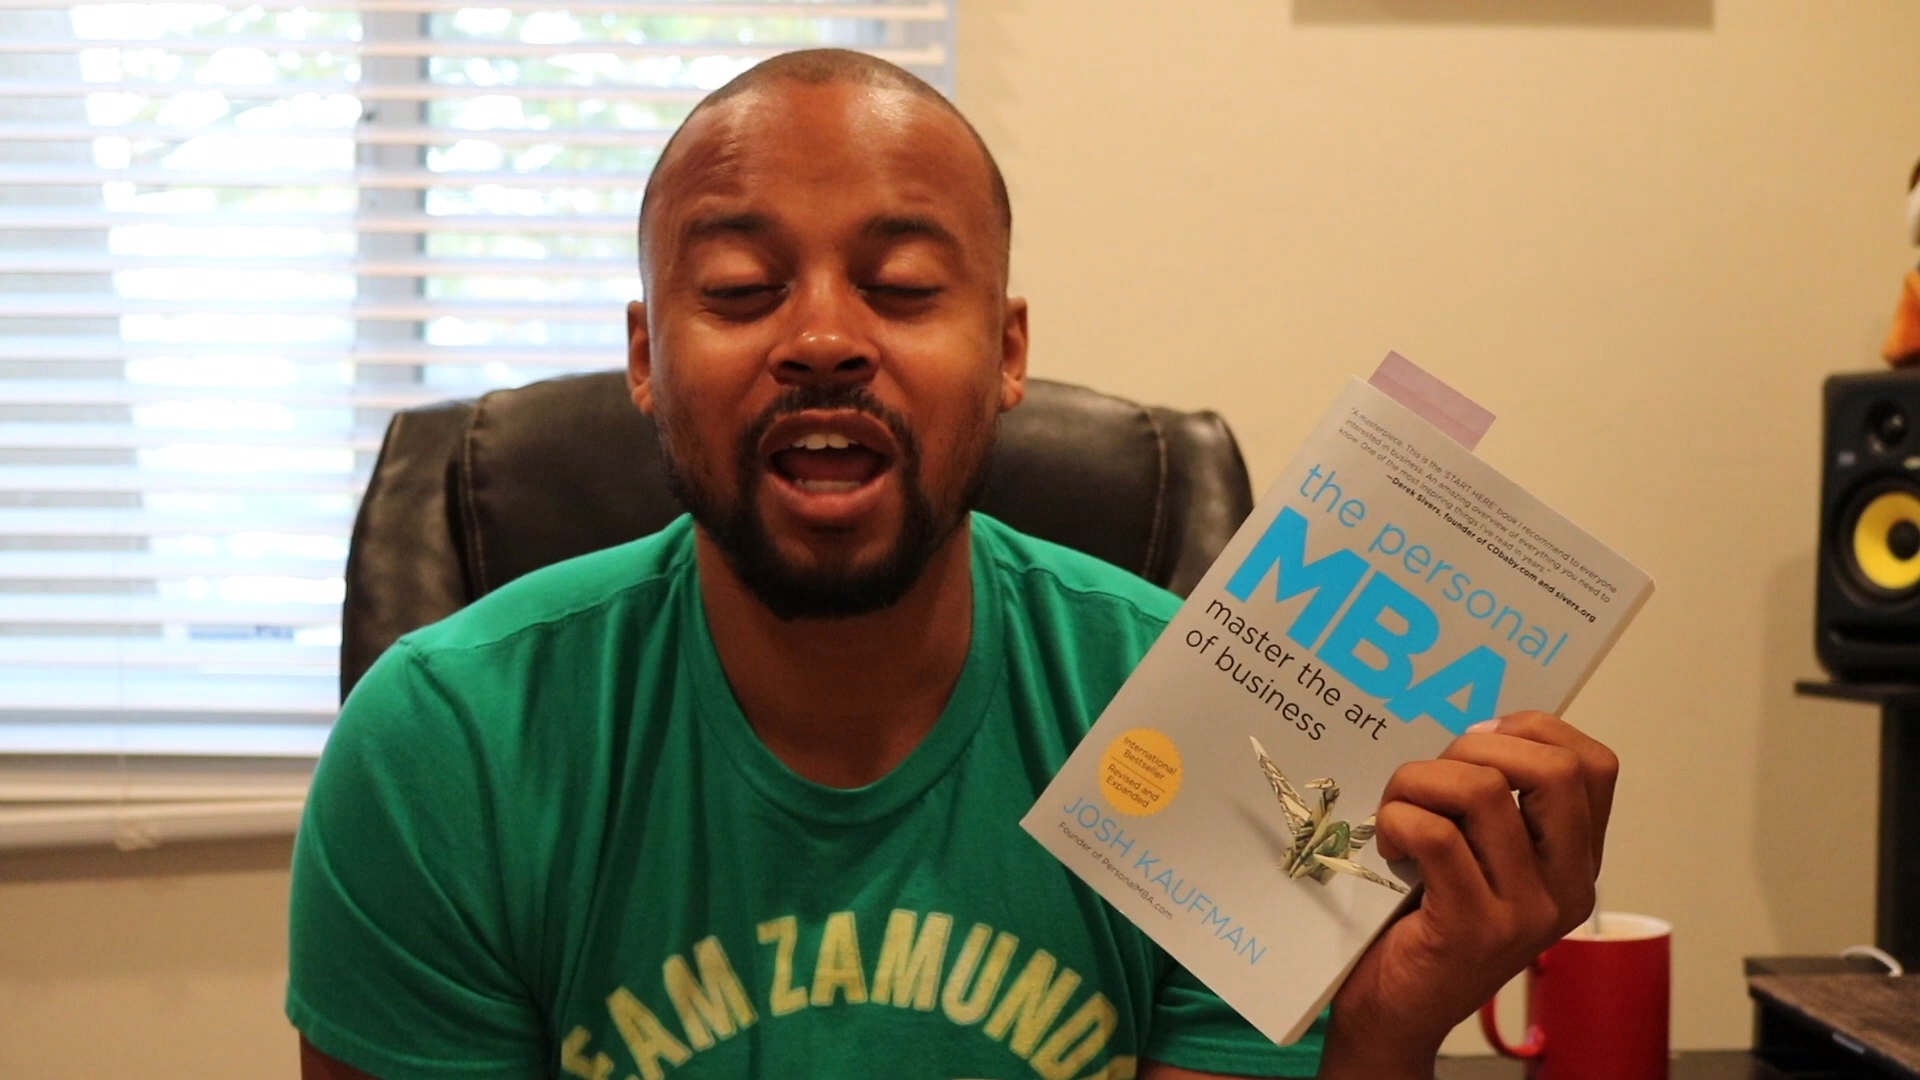 "A masterpiece. This is the 'START HERE' book I recommend to everyone
interested in business. An amazing overview of everything you need to
know. One of the most inspiring things I've read in years."
—Derek Sivers, founder of CDbaby.com and sivers.org
the personal
MBA
master the art
of business
International
Bestseller
Revised and
Expanded
JOSH KAUFMAN
Founder of PersonalMBA.com
EAM ZAMUND